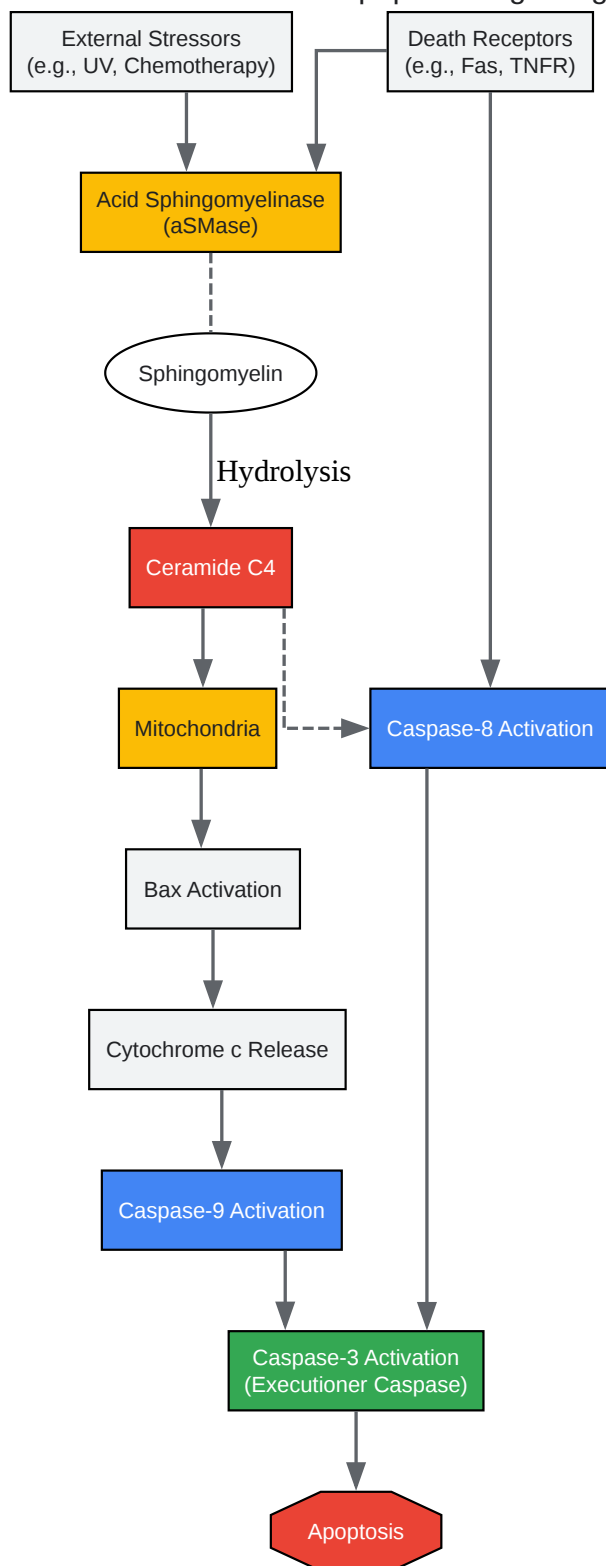 External Stressors
(e.g., UV, Chemotherapy)
Death Receptors
(e.g., Fas, TNFR)
Acid Sphingomyelinase
(aSMase)
Sphingomyelin
Hydrolysis
Ceramide C4
Mitochondria
Caspase-8 Activation
Bax Activation
Cytochrome c Release
Caspase-9 Activation
Caspase-3 Activation
(Executioner Caspase)
Apoptosis